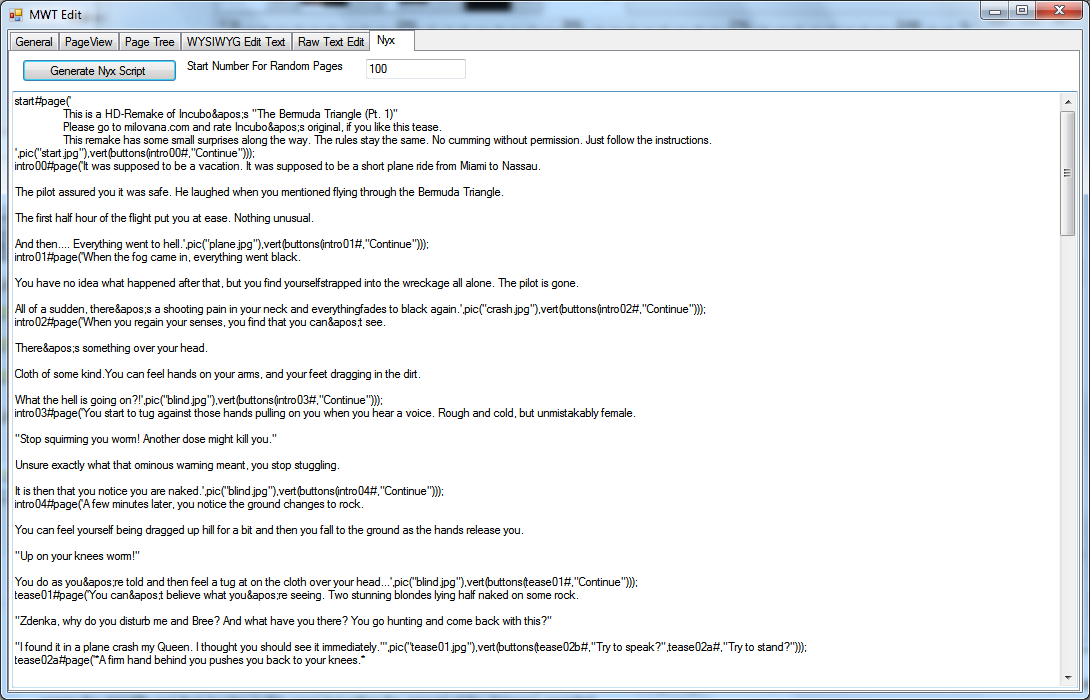 MWT Edit
General PageView Page Tree WYSIWYG Edit Text Raw Text Edit Nyx
Generate Nyx Script Start Number For Random Pages 100
start#page('
This is a HD-Remake of Incubo&apos;s "The Bermuda Triangle (Pt. 1)"
Please go to milovana.com and rate Incubo&apos;s original, if you like this tease.
This remake has some small surprises along the way. The rules stay the same. No cumming without permission. Just follow the instructions.
',pic("start.jpg"),vert(buttons(intro00#,"Continue")));
intro00#page('It was supposed to be a vacation. It was supposed to be a short plane ride from Miami to Nassau.
The pilot assured you it was safe. He laughed when you mentioned flying through the Bermuda Triangle.
The first half hour of the flight put you at ease. Nothing unusual.
And then.... Everything went to hell.',pic("plane.jpg"),vert(buttons(intro01#,"Continue")));
intro01#page('When the fog came in, everything went black.
You have no idea what happened after that, but you find yourselfstrapped into the wreckage all alone. The pilot is gone.
All of a sudden, there&apos;s a shooting pain in your neck and everythingfades to black again.',pic("crash.jpg"),vert(buttons(intro02#,"Continue")));
intro02#page('When you regain your senses, you find that you can&apos;t see.
There&apos;s something over your head.
Cloth of some kind.You can feel hands on your arms, and your feet dragging in the dirt.
What the hell is going on?!',pic("blind.jpg"),vert(buttons(intro03#,"Continue")));
intro03#page('You start to tug against those hands pulling on you when you hear a voice. Rough and cold, but unmistakably female.
"Stop squirming you worm! Another dose might kill you."
Unsure exactly what that ominous warning meant, you stop stuggling.
It is then that you notice you are naked.',pic("blind.jpg"),vert(buttons(intro04#,"Continue")));
intro04#page('A few minutes later, you notice the ground changes to rock.
You can feel yourself being dragged up hill for a bit and then you fall to the ground as the hands release you.
"Up on your knees worm!"
You do as you&apos;re told and then feel a tug at on the cloth over your head...',pic("blind.jpg"),vert(buttons(tease01#,"Continue")));
tease01#page('You can&apos;t believe what you&apos;re seeing. Two stunning blondes lying half naked on some rock.
"Zdenka, why do you disturb me and Bree? And what have you there? You go hunting and come back with this?"
"I found it in a plane crash my Queen. I thought you should see it immediately."',pic("tease01.jpg"),vert(buttons(tease02b#,"Try to speak?",tease02a#,"Try to stand?")));
tease02a#page('*A firm hand behind you pushes you back to your knees.*